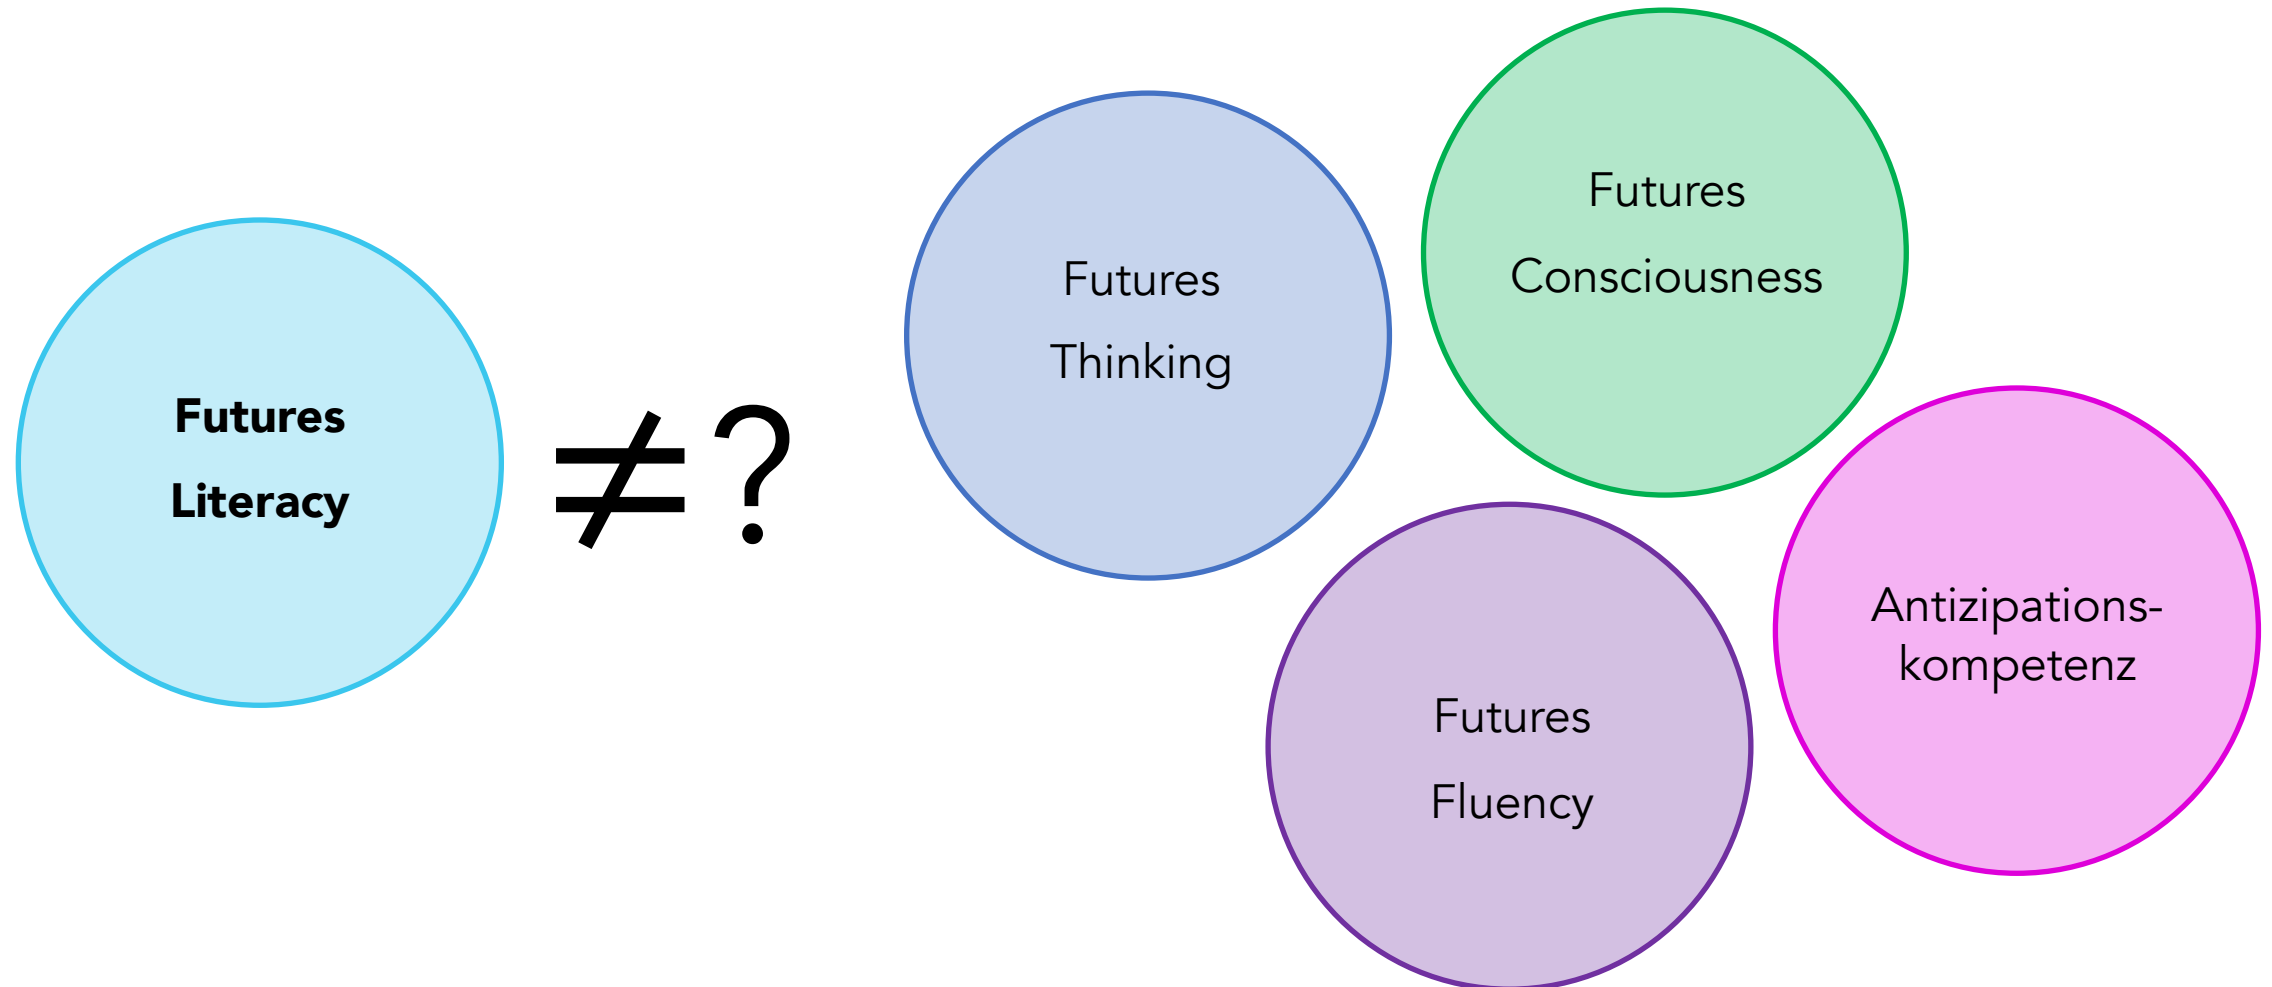 Futures
Literacy
≠?
Futures
Thinking
Futures
Consciousness
Futures
Fluency
Antizipations-
kompetenz